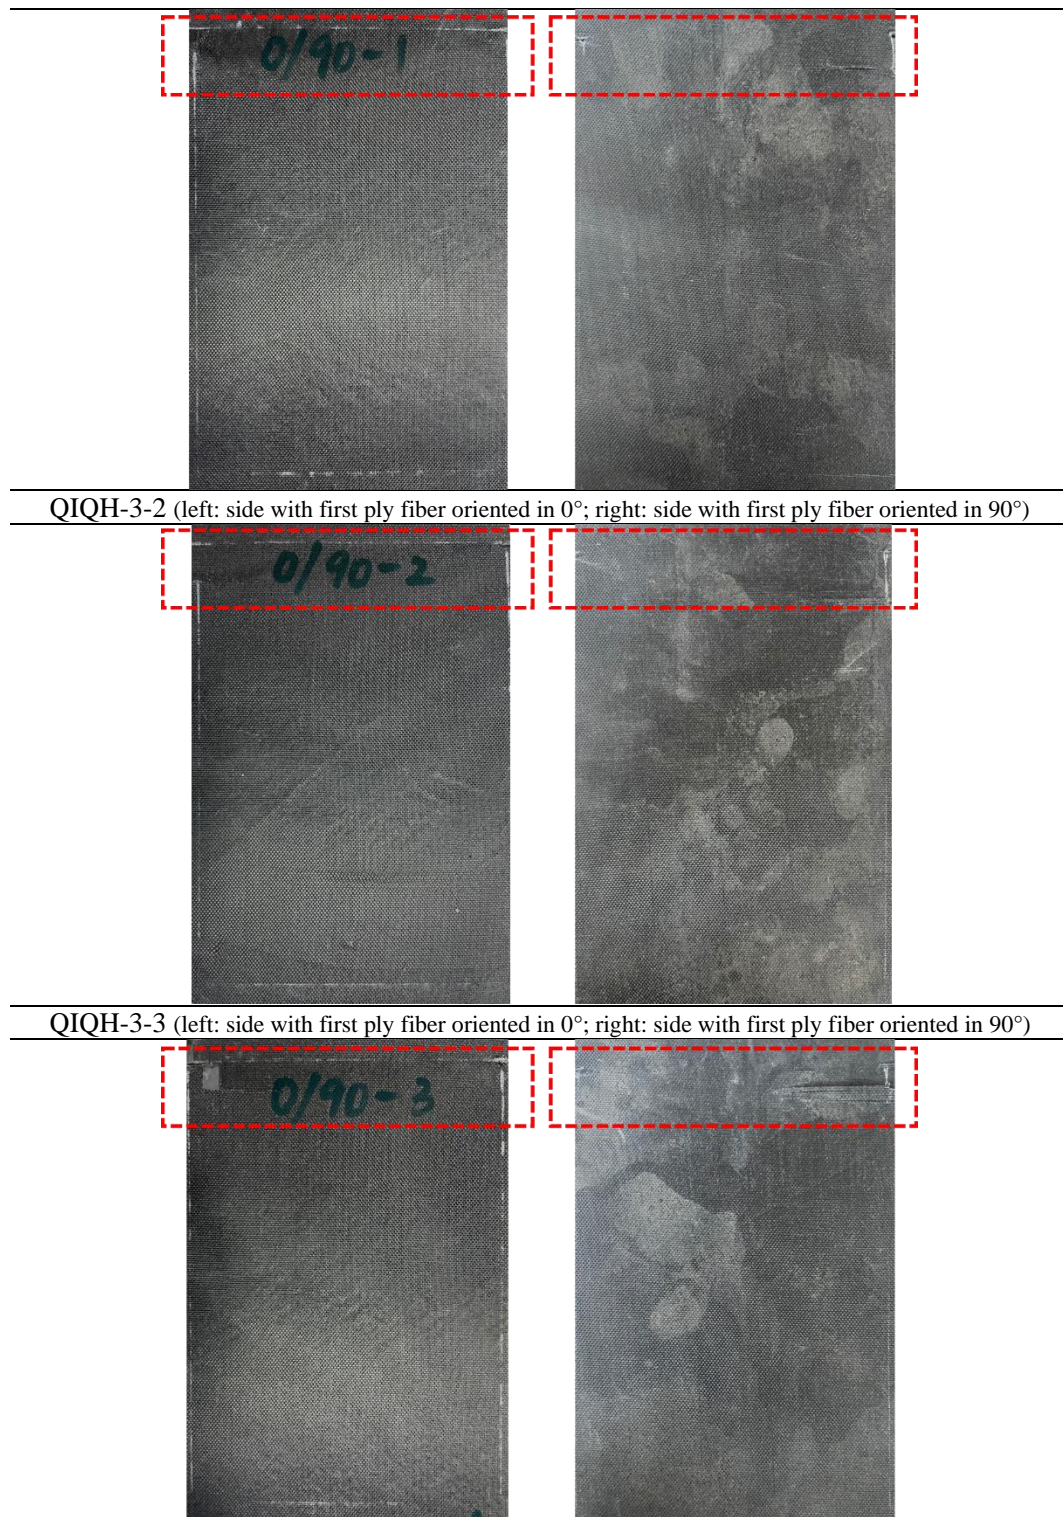 0/90-1
QIQH-3-2 (left: side with first ply fiber oriented in 0°; right: side with first ply fiber oriented in 90°)
0/90-2
QIQH-3-3 (left: side with first ply fiber oriented in 0°; right: side with first ply fiber oriented in 90°)
0/90-3